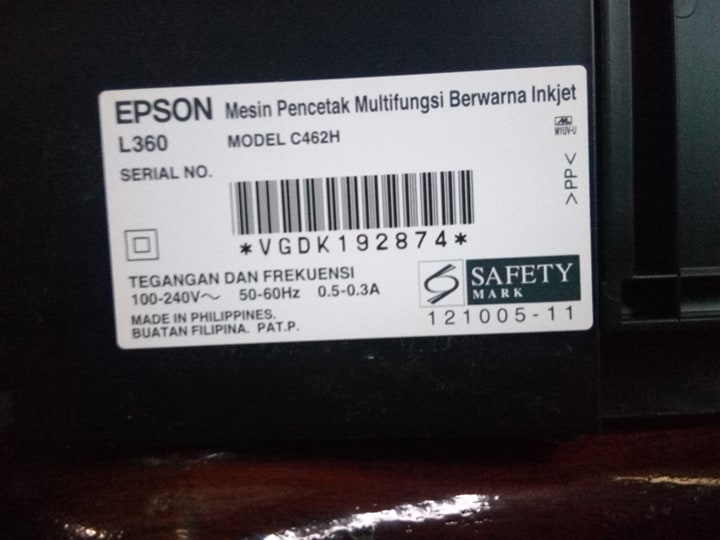 EPSON Mesin Pencetak Multifungsi Berwarna Inkjet
L360 MODEL C462H
SERIAL NO.
*VGDK192874*
>PP<
TEGANGAN DAN FREKUENSI
100-240V~ 50-60Hz 0.5-0.3A
MADE IN PHILIPPINES.
BUATAN FILIPINA. PAT.P.
SAFETY
MARK
121005-11